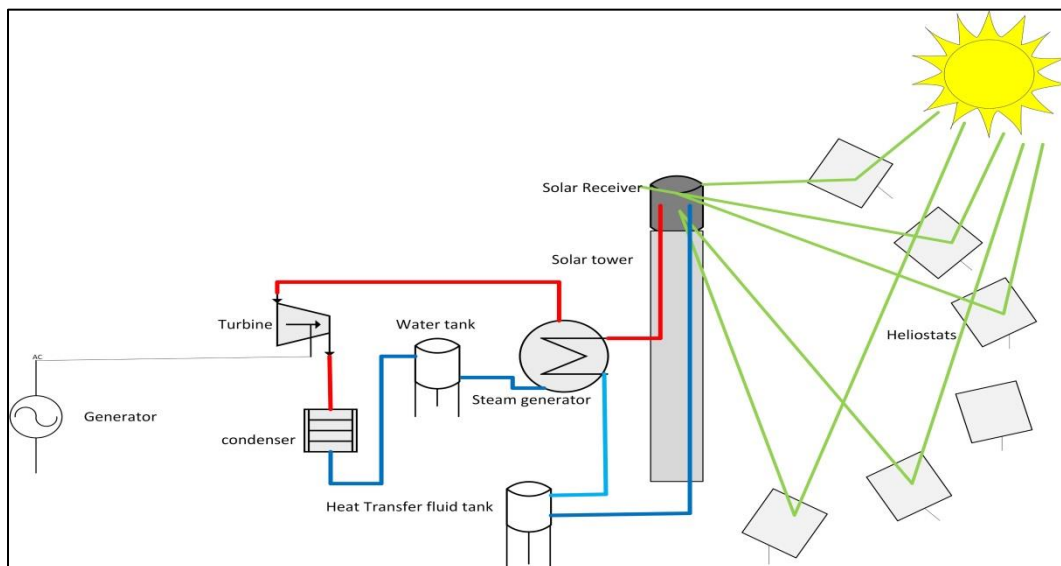 Solar Receiver
Solar tower
Turbine
Water tank
Heliostats
AC
Steam generator
Generator
condenser
Heat Transfer fluid tank